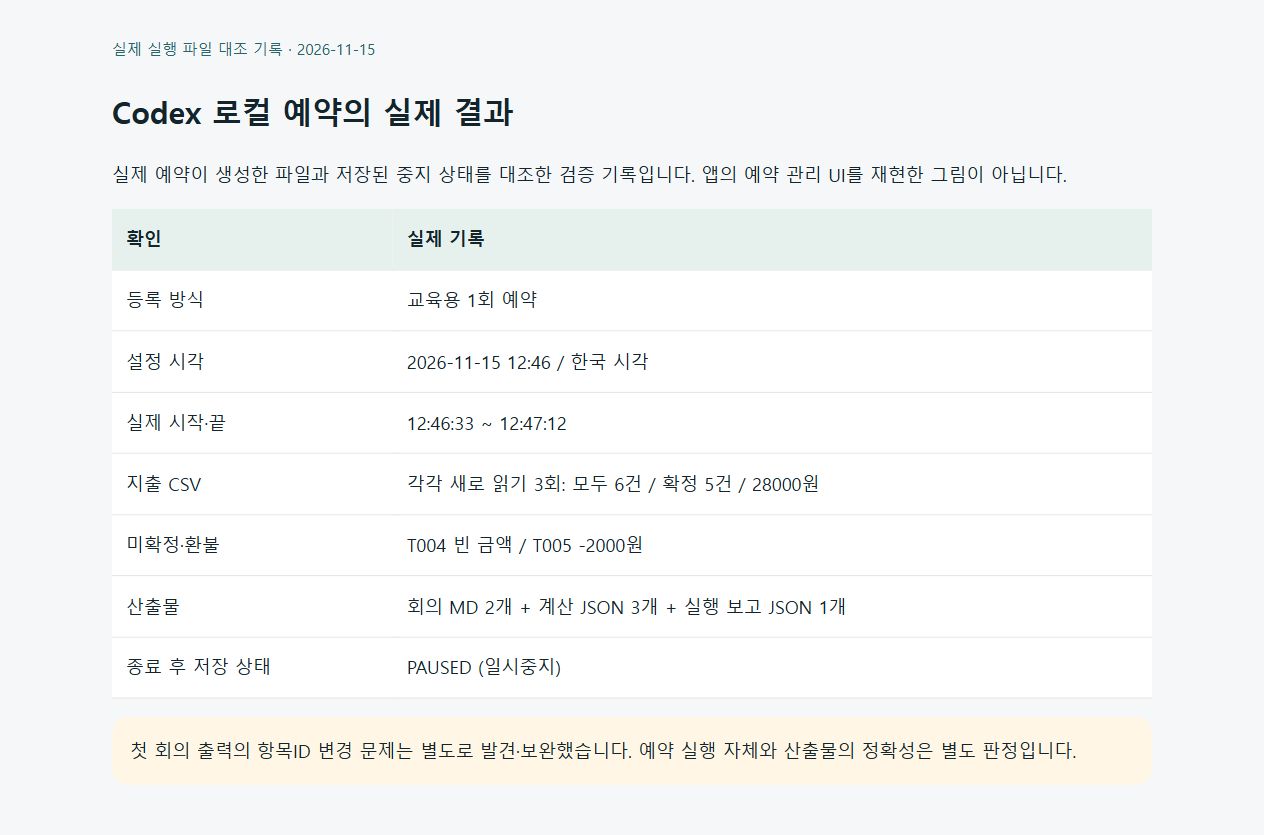 실제 실행 파일 대조 기록 · 2026-11-15
Codex 로컬 예약의 실제 결과
실제 예약이 생성한 파일과 저장된 중지 상태를 대조한 검증 기록입니다. 앱의 예약 관리 UI를 재현한 그림이 아닙니다.
확인 실제 기록
등록 방식 교육용 1회 예약
설정 시각 2026-11-15 12:46 / 한국 시각
실제 시작·끝 12:46:33 ~ 12:47:12
지출 CSV 각각 새로 읽기 3회: 모두 6건 / 확정 5건 / 28000원
미확정·환불 T004 빈 금액 / T005 -2000원
산출물 회의 MD 2개 + 계산 JSON 3개 + 실행 보고 JSON 1개
종료 후 저장 상태 PAUSED (일시중지)
첫 회의 출력의 항목ID 변경 문제는 별도로 발견·보완했습니다. 예약 실행 자체와 산출물의 정확성은 별도 판정입니다.